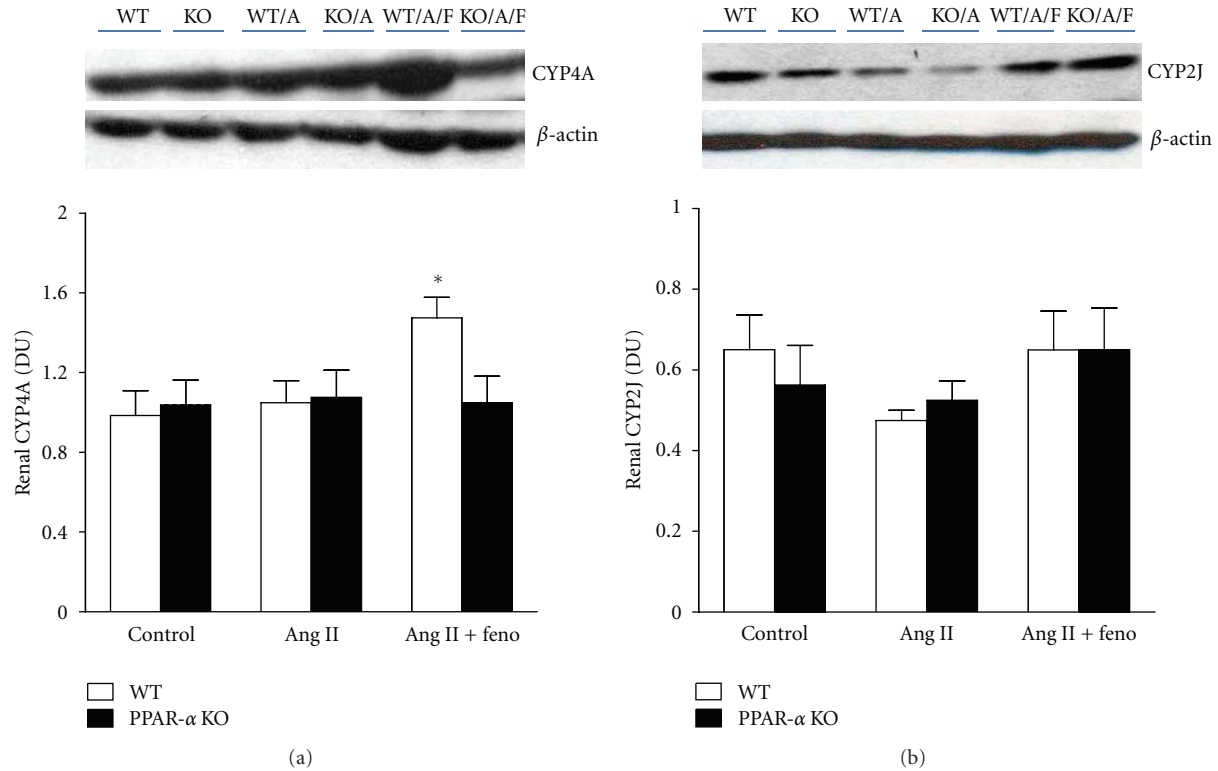 WT KO WT/A KO/A WT/A/F KO/A/F
CYP4A
β-actin
2
1.6
1.2
0.8
0.4
0
Renal CYP4A (DU)
*
Control Ang II Ang II + feno
WT
PPAR-α KO
(a)
WT KO WT/A KO/A WT/A/F KO/A/F
CYP2J
β-actin
1
0.8
0.6
0.4
0.2
0
Renal CYP2J (DU)
Control Ang II Ang II + feno
WT
PPAR-α KO
(b)